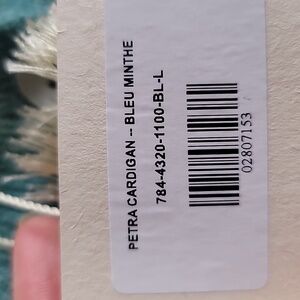 PETRA CARDIGAN -- BLEU MINTHE
784-4320-1100-BL-L
02807153